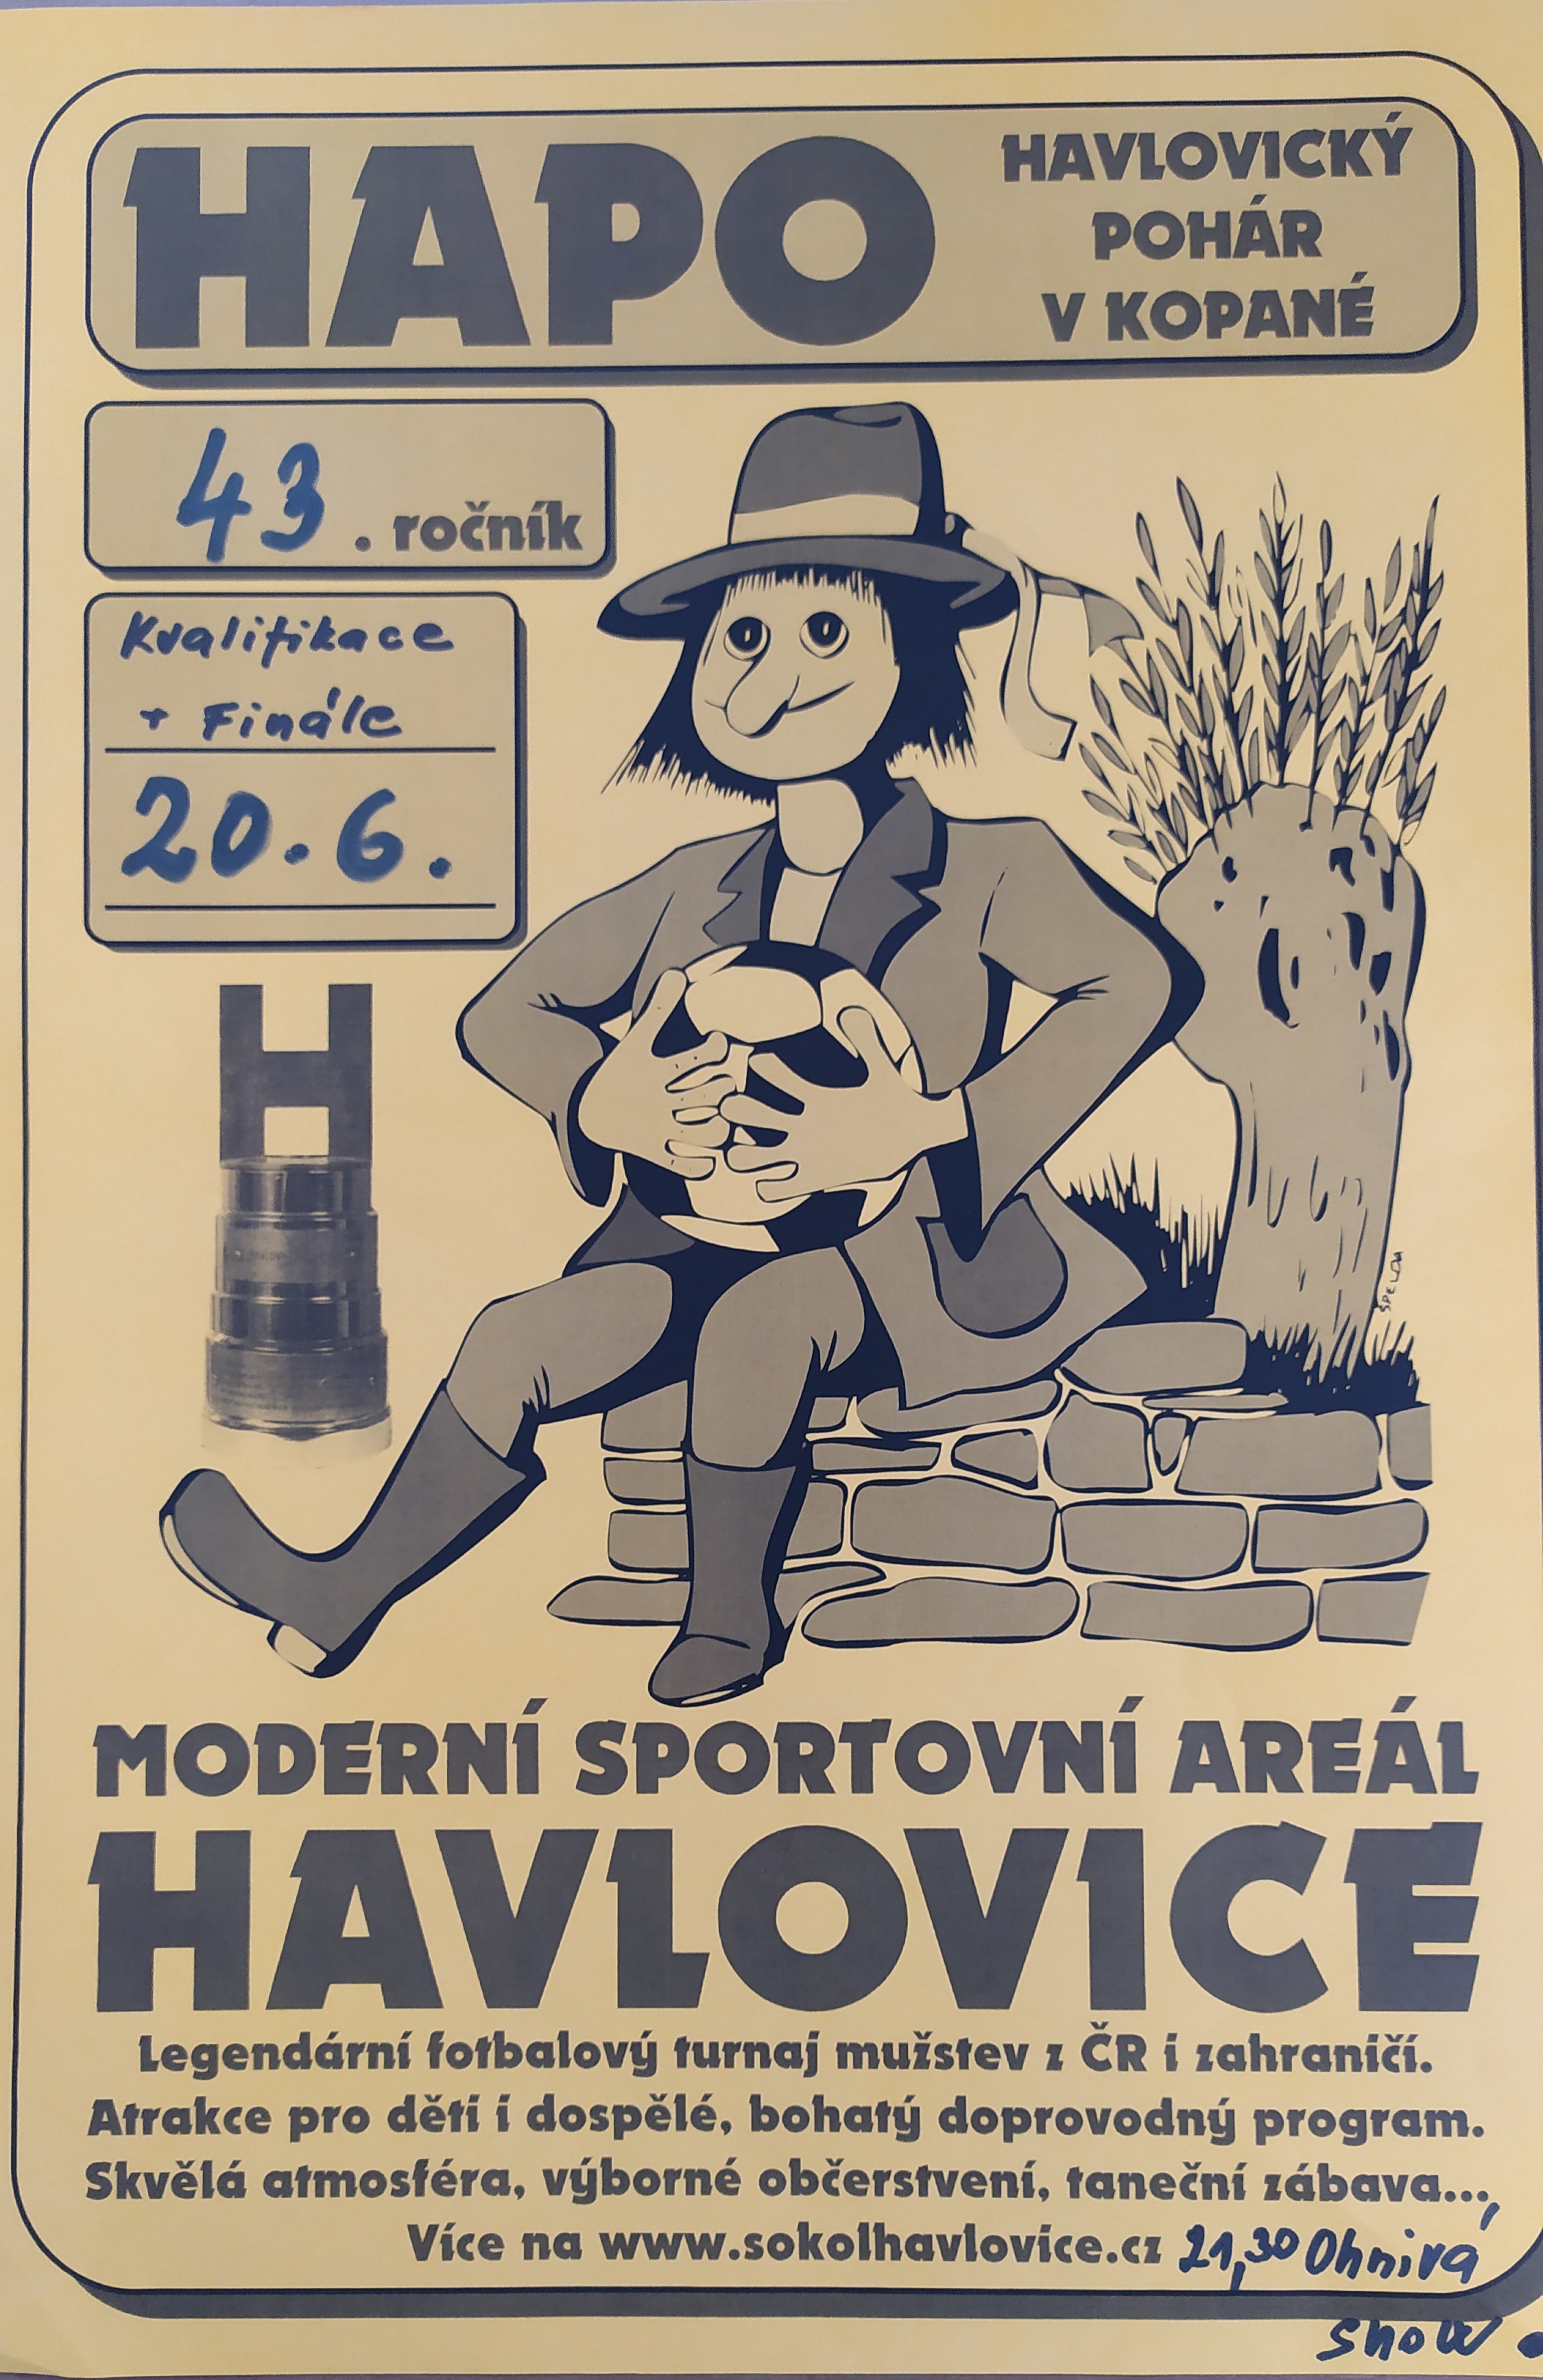 HAPO
HAVLOVICKÝ
POHÁR
V KOPANÉ
43. ročník
Kvalifikace
+ Finále
20.6.
H
ŠPELDA
MODERNÍ SPORTOVNÍ AREÁL
HAVLOVICE
Legendární fotbalový turnaj mužstev z ČR i zahraničí.
Atrakce pro děti i dospělé, bohatý doprovodný program.
Skvělá atmosféra, výborné občerstvení, taneční zábava...,
Více na www.sokolhavlovice.cz 21,30 Ohnivá
show.